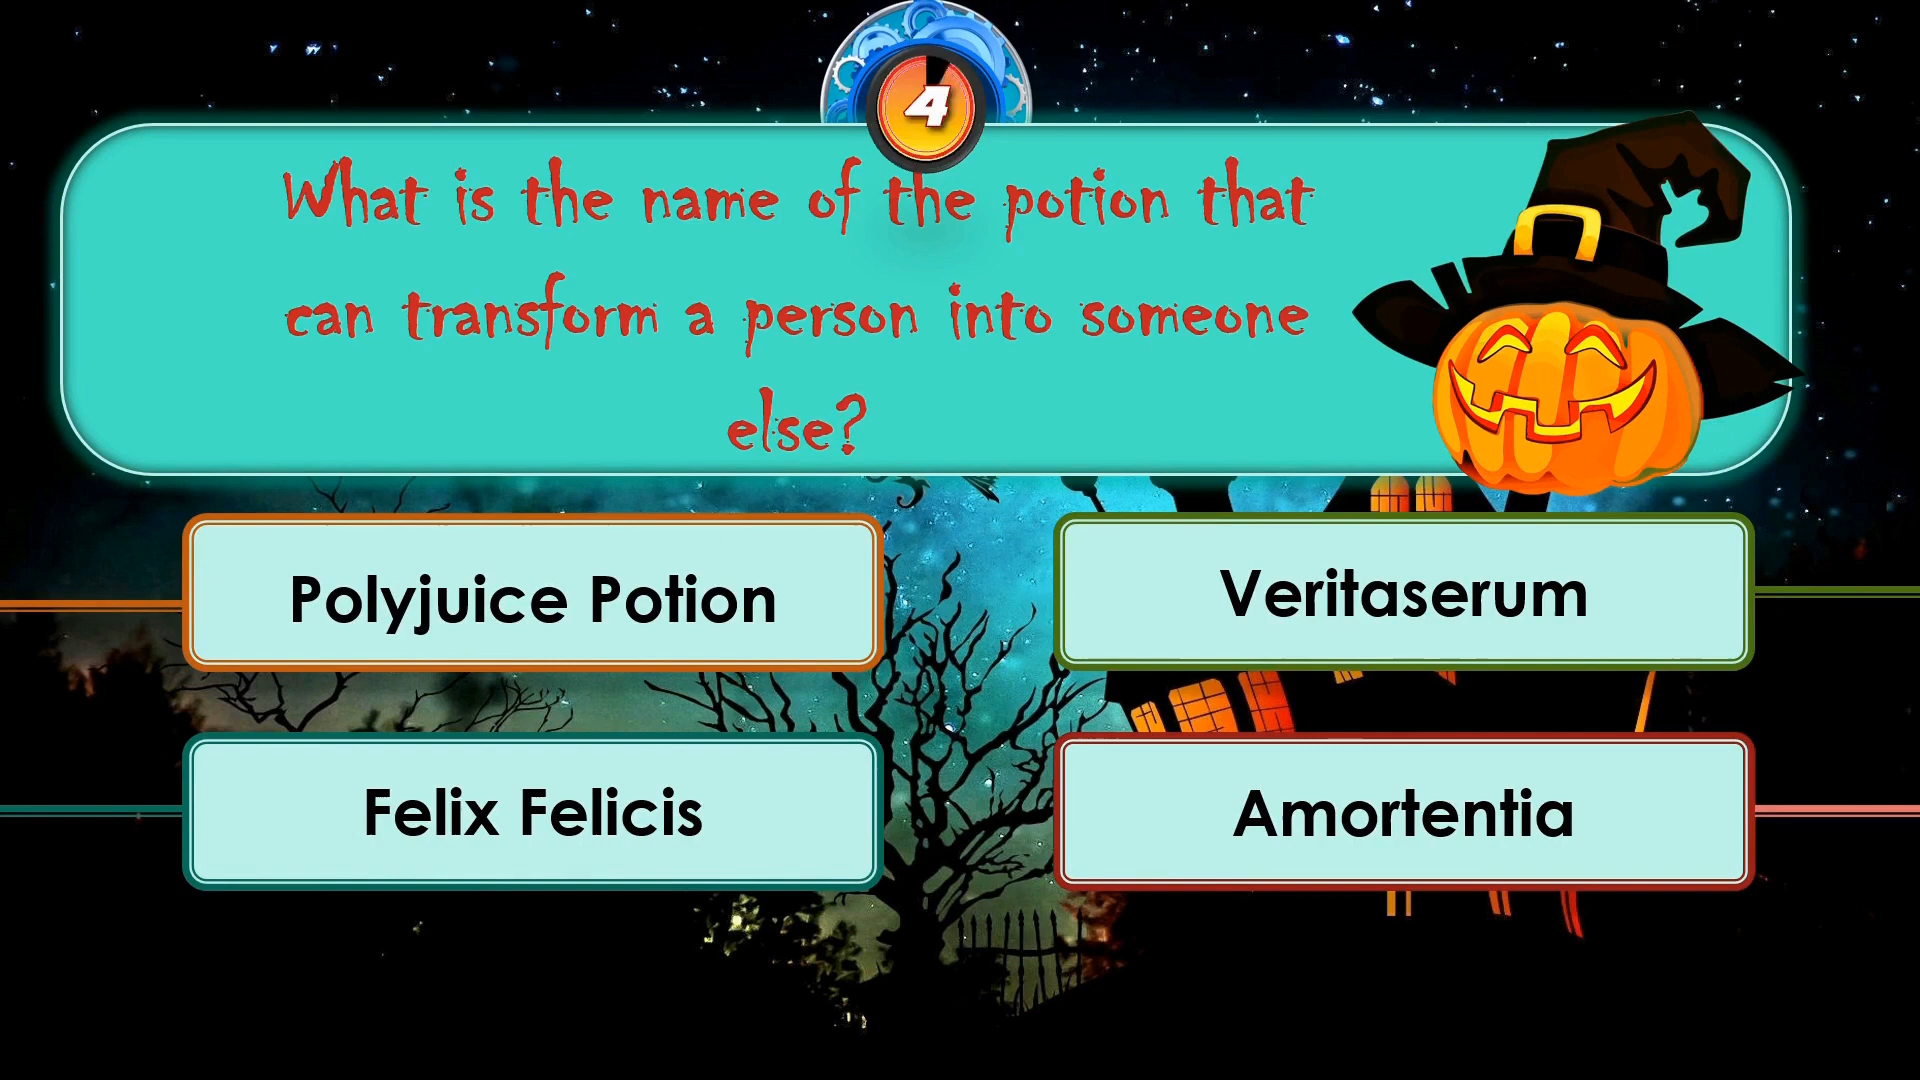 4
What is the name of the potion that
can transform a person into someone
else?
Polyjuice Potion
Veritaserum
Felix Felicis
Amortentia